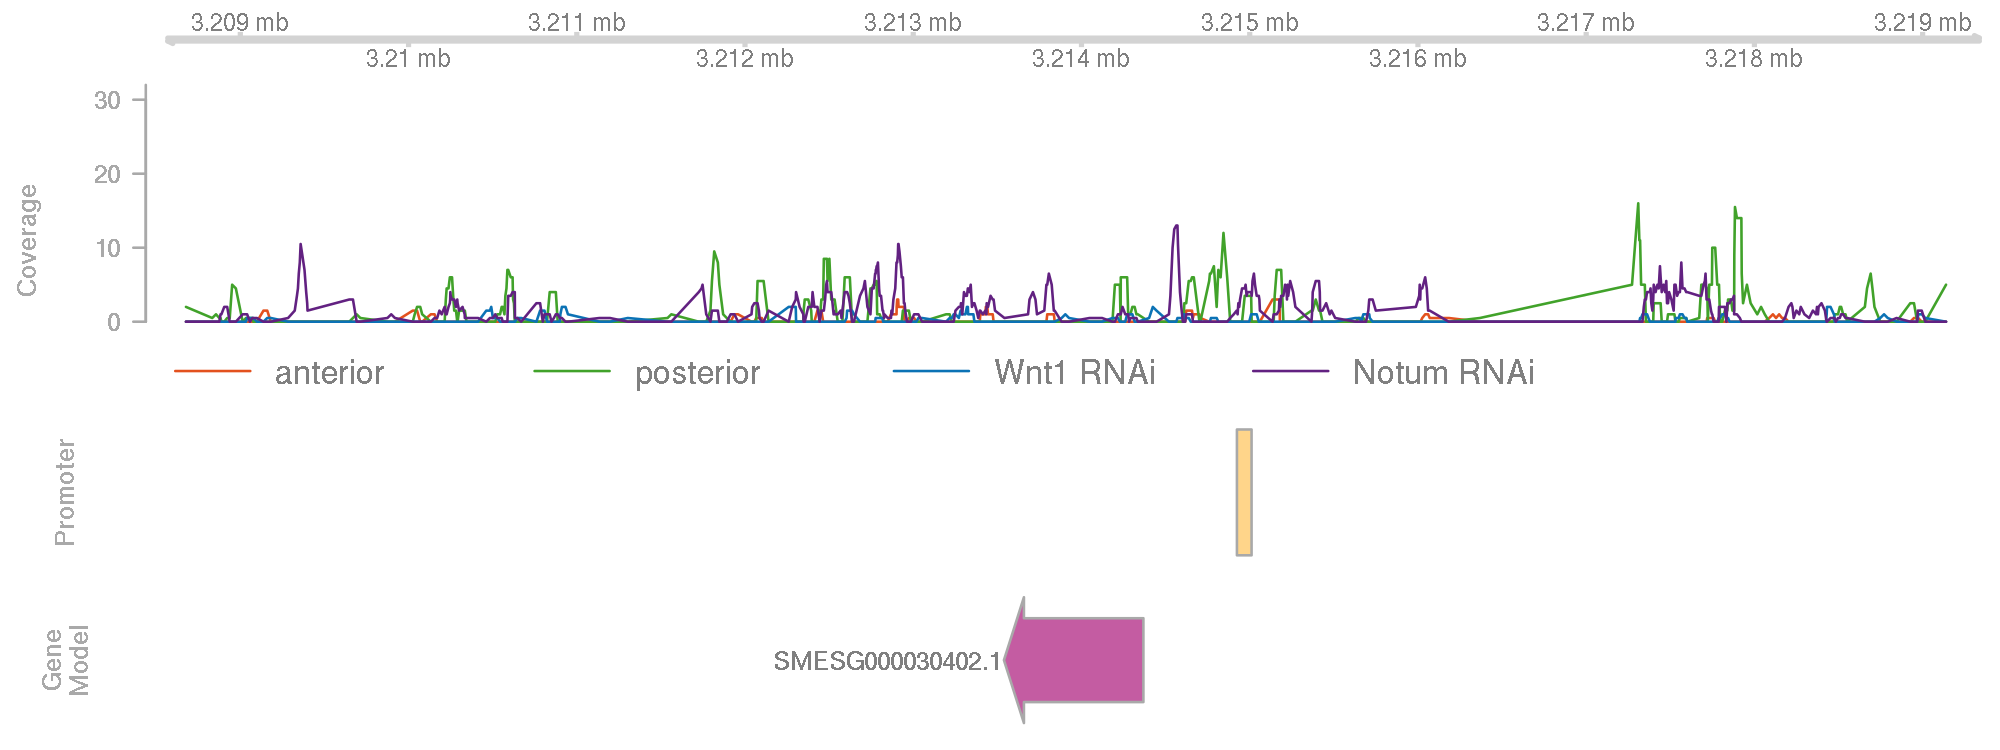 3.209 mb 3.211 mb 3.213 mb 3.215 mb 3.217 mb 3.219 mb
3.21 mb 3.212 mb 3.214 mb 3.216 mb 3.218 mb
30
20
10
0
Coverage
anterior posterior Wnt1 RNAi Notum RNAi
Promoter
Gene
Model
SMESG000030402.1